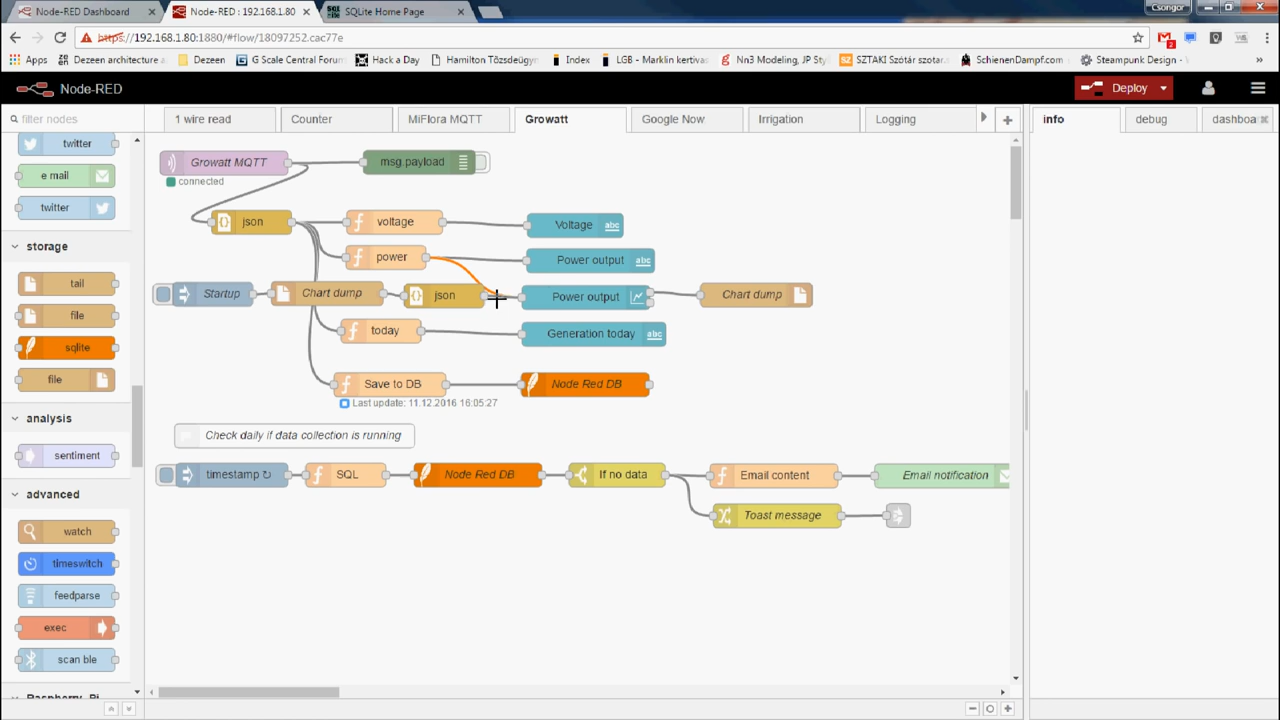 Node-RED Dashboard
Node-RED : 192.168.1.80
SQLite Home Page
Csongor
https://192.168.1.80:1880/#flow/18097252.cac77e
2
Apps
Dezeen architecture a
Dezeen
G Scale Central Forum
Hack a Day
Hamilton Tőzsdeügyn
Index
LGB - Marklin kertivas
Nn3 Modeling, JP Sty
SZTAKI Szótár szotar.s
SchienenDampf.com
Steampunk Design -
»
Node-RED
Deploy
filter nodes
1 wire read
Counter
MiFlora MQTT
Growatt
Google Now
Irrigation
Logging
info
debug
dashboa
twitter
e mail
twitter
storage
tail
file
sqlite
file
analysis
sentiment
advanced
watch
timeswitch
feedparse
exec
scan ble
Raspberry_Pi
Growatt MQTT
msg.payload
connected
json
voltage
Voltage
abc
power
Power output
abc
Startup
Chart dump
json
Power output
Chart dump
today
Generation today
abc
Save to DB
Node Red DB
Last update: 11.12.2016 16:05:27
Check daily if data collection is running
timestamp ↻
SQL
Node Red DB
If no data
Email content
Email notification
Toast message